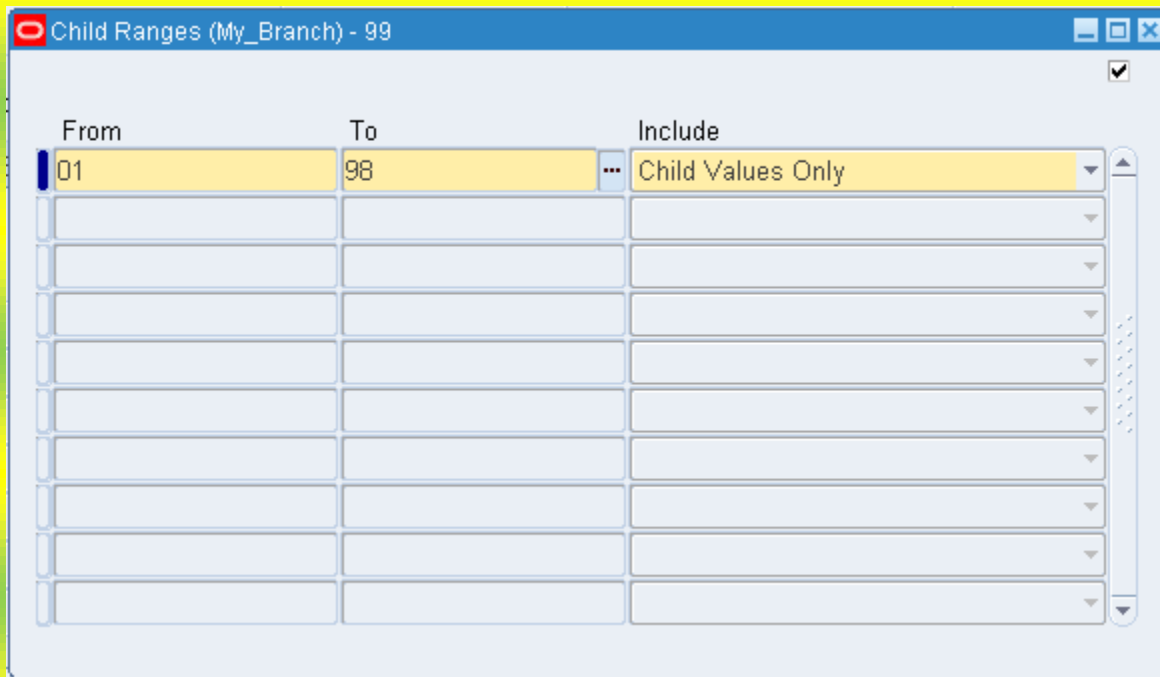 Child Ranges (My_Branch) - 99
From To Include
01 98 ... Child Values Only